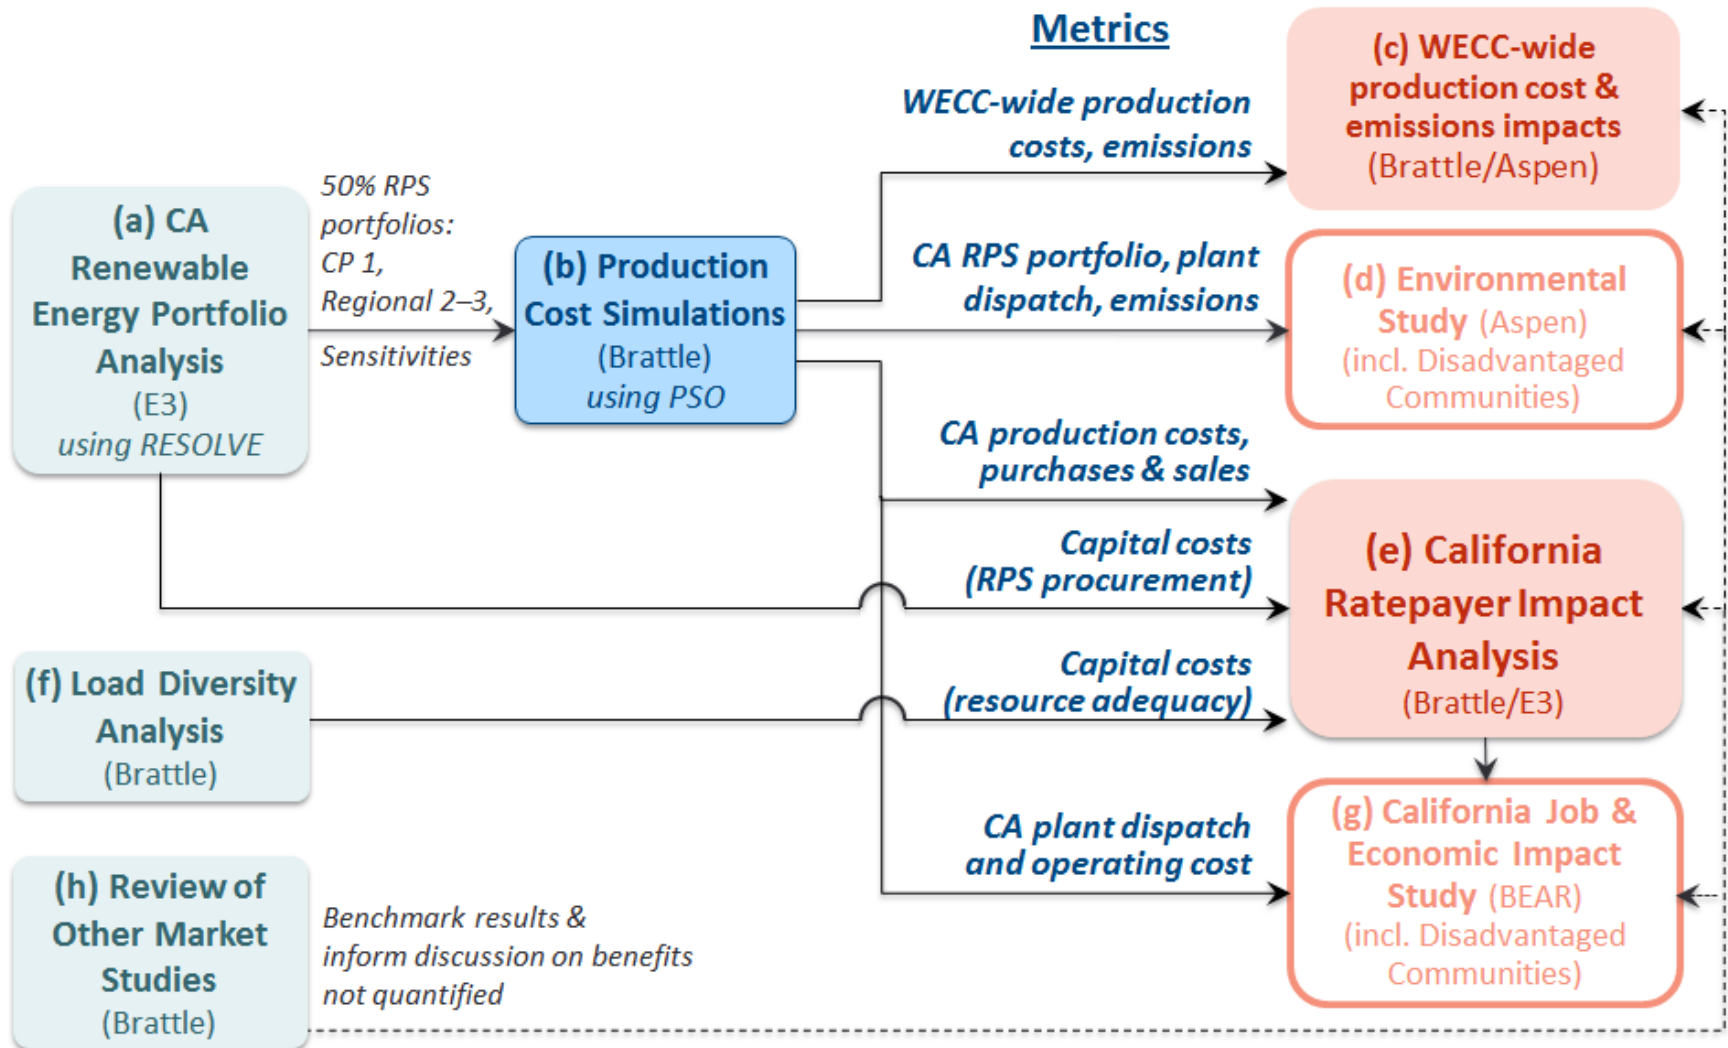 Metrics
(a) CA
Renewable
Energy Portfolio
Analysis
(E3)
using RESOLVE
50% RPS
portfolios:
CP 1,
Regional 2–3,
Sensitivities
(b) Production
Cost Simulations
(Brattle)
using PSO
WECC-wide production
costs, emissions
(c) WECC-wide
production cost &
emissions impacts
(Brattle/Aspen)
CA RPS portfolio, plant
dispatch, emissions
(d) Environmental
Study (Aspen)
(incl. Disadvantaged
Communities)
CA production costs,
purchases & sales
Capital costs
(RPS procurement)
(e) California
Ratepayer Impact
Analysis
(Brattle/E3)
(f) Load Diversity
Analysis
(Brattle)
Capital costs
(resource adequacy)
CA plant dispatch
and operating cost
(g) California Job &
Economic Impact
Study (BEAR)
(incl. Disadvantaged
Communities)
(h) Review of
Other Market
Studies
(Brattle)
Benchmark results &
inform discussion on benefits
not quantified